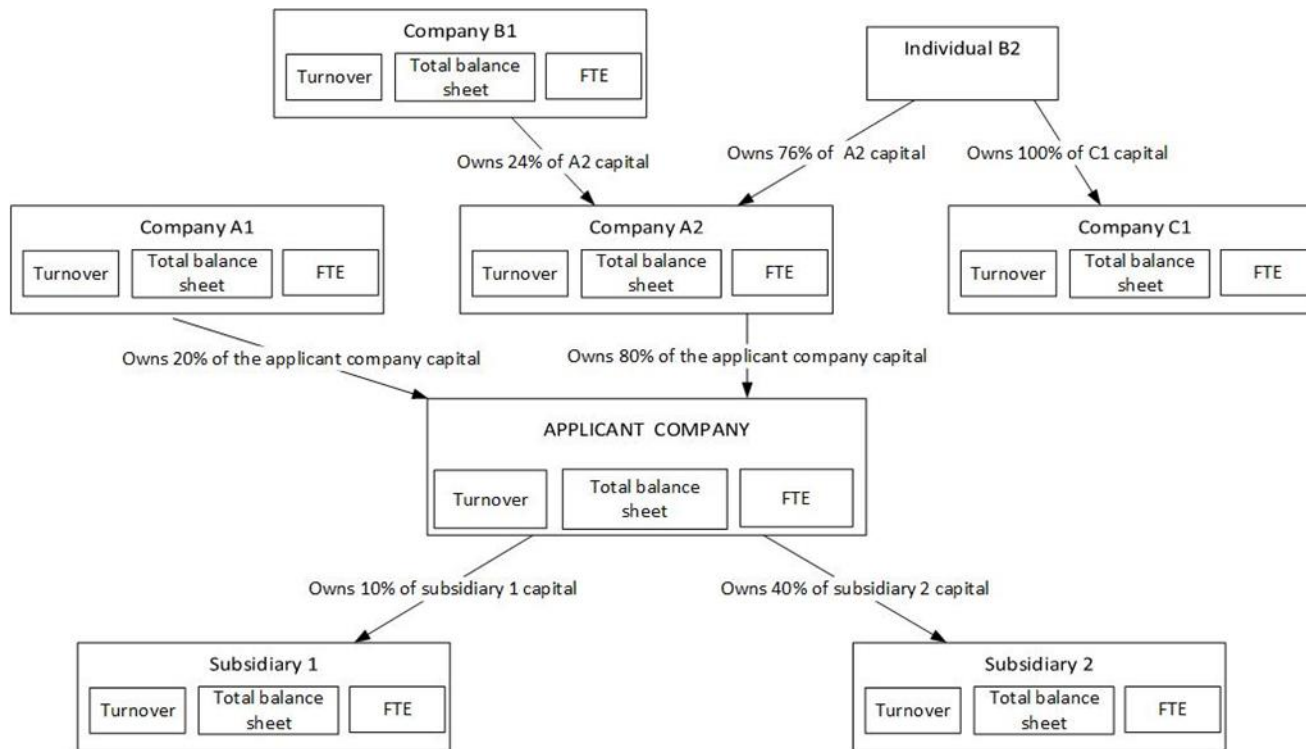 Company B1
Turnover
Total balance
sheet
FTE
Individual B2
Owns 24% of A2 capital
Owns 76% of A2 capital
Owns 100% of C1 capital
Company A1
Turnover
Total balance
sheet
FTE
Company A2
Turnover
Total balance
sheet
FTE
Company C1
Turnover
Total balance
sheet
FTE
Owns 20% of the applicant company capital
Owns 80% of the applicant company capital
APPLICANT COMPANY
Turnover
Total balance
sheet
FTE
Owns 10% of subsidiary 1 capital
Owns 40% of subsidiary 2 capital
Subsidiary 1
Turnover
Total balance
sheet
FTE
Subsidiary 2
Turnover
Total balance
sheet
FTE